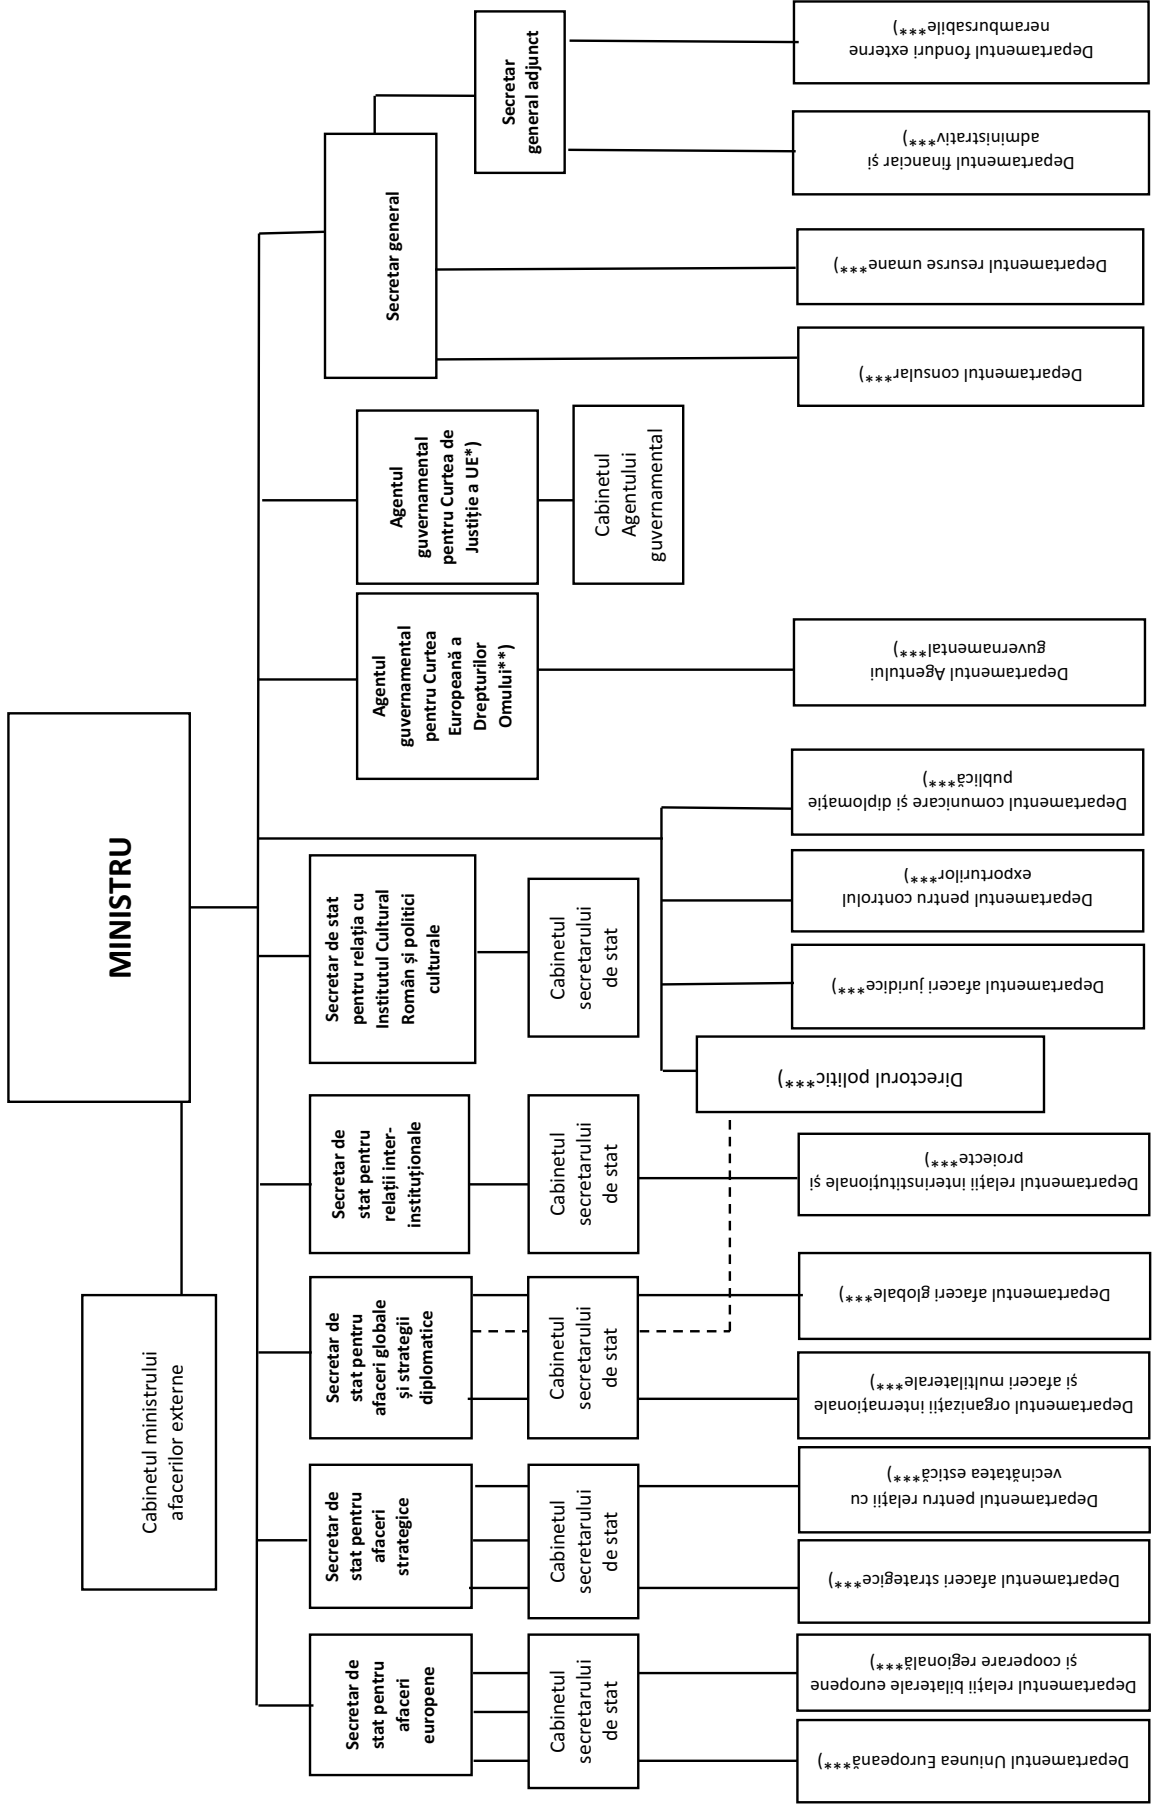 MINISTRU
Cabinetul ministrului
afacerilor externe
Secretar de
stat pentru
afaceri
europene
Secretar de
stat pentru
afaceri
strategice
Secretar de
stat pentru
afaceri globale
și strategii
diplomatice
Secretar de
stat pentru
relații inter-
instituționale
Secretar de stat
pentru relația cu
Institutul Cultural
Român și politici
culturale
Agentul
guvernamental
pentru Curtea
Europeană a
Drepturilor
Omului**)
Agentul
guvernamental
pentru Curtea de
Justiție a UE*)
Secretar general
Secretar
general adjunct
Cabinetul
secretarului
de stat
Cabinetul
secretarului
de stat
Cabinetul
secretarului
de stat
Cabinetul
secretarului
de stat
Cabinetul
secretarului
de stat
Cabinetul
Agentului
guvernamental
Directorul politic***)
Departamentul Uniunea Europeană***)
Departamentul relații bilaterale europene
și cooperare regională***)
Departamentul afaceri strategice***)
Departamentul pentru relații cu
vecinătatea estică***)
Departamentul organizații internaționale
și afaceri multilaterale***)
Departamentul afaceri globale***)
Departamentul relații interinstituționale și
proiecte***)
Departamentul afaceri juridice***)
Departamentul pentru controlul
exporturilor***)
Departamentul comunicare și diplomație
publică***)
Departamentul Agentului
guvernamental***)
Departamentul consular***)
Departamentul resurse umane***)
Departamentul financiar și
administrativ***)
Departamentul fonduri externe
nerambursabile***)